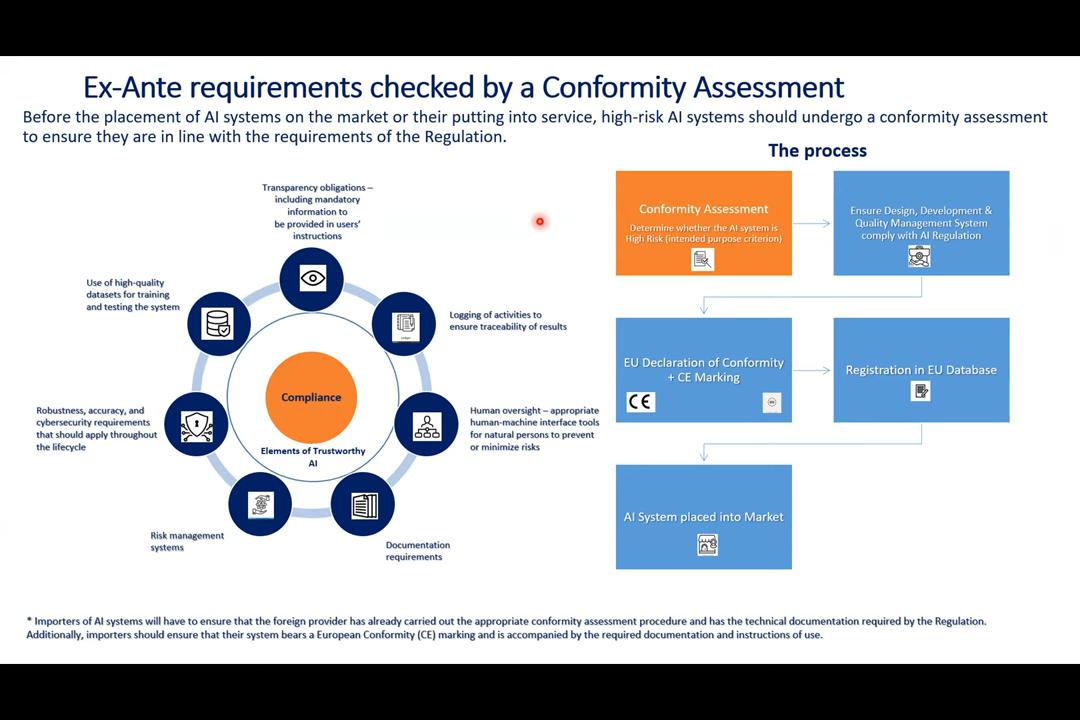 Ex-Ante requirements checked by a Conformity Assessment
Before the placement of AI systems on the market or their putting into service, high-risk AI systems should undergo a conformity assessment
to ensure they are in line with the requirements of the Regulation.
Transparency obligations –
including mandatory
information to
be provided in users'
instructions
Use of high-quality
datasets for training
and testing the system
Logging of activities to
ensure traceability of results
Robustness, accuracy, and
cybersecurity requirements
that should apply throughout
the lifecycle
Compliance
Elements of Trustworthy
AI
Human oversight – appropriate
human-machine interface tools
for natural persons to prevent
or minimize risks
Risk management
systems
Documentation
requirements
The process
Conformity Assessment
Determine whether the AI system is
High Risk (intended purpose criterion)
Ensure Design, Development &
Quality Management System
comply with AI Regulation
EU Declaration of Conformity
+ CE Marking
CE
Registration in EU Database
AI System placed into Market
* Importers of AI systems will have to ensure that the foreign provider has already carried out the appropriate conformity assessment procedure and has the technical documentation required by the Regulation.
Additionally, importers should ensure that their system bears a European Conformity (CE) marking and is accompanied by the required documentation and instructions of use.